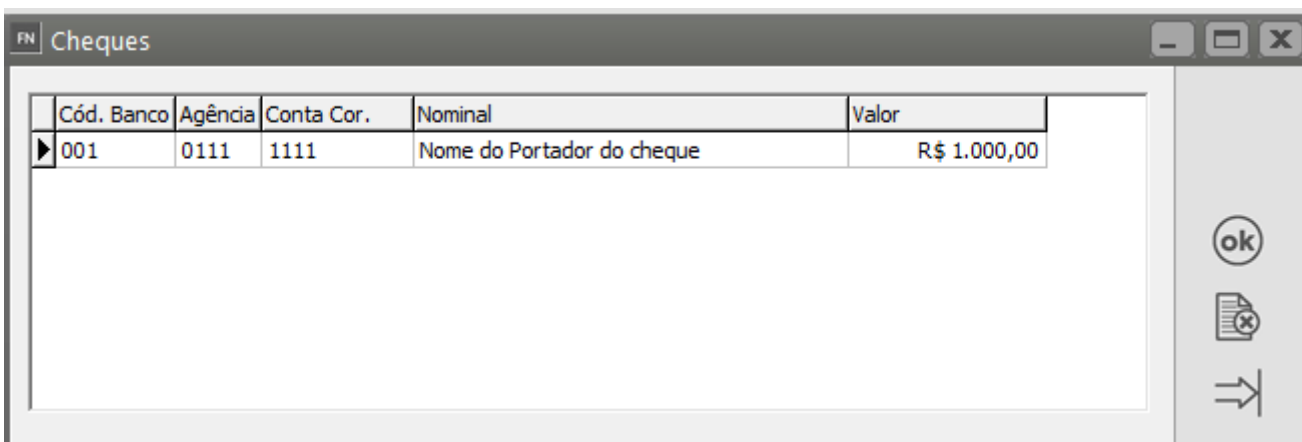 FN Cheques
Cód. Banco Agência Conta Cor. Nominal Valor
001 0111 1111 Nome do Portador do cheque R$ 1.000,00
ok